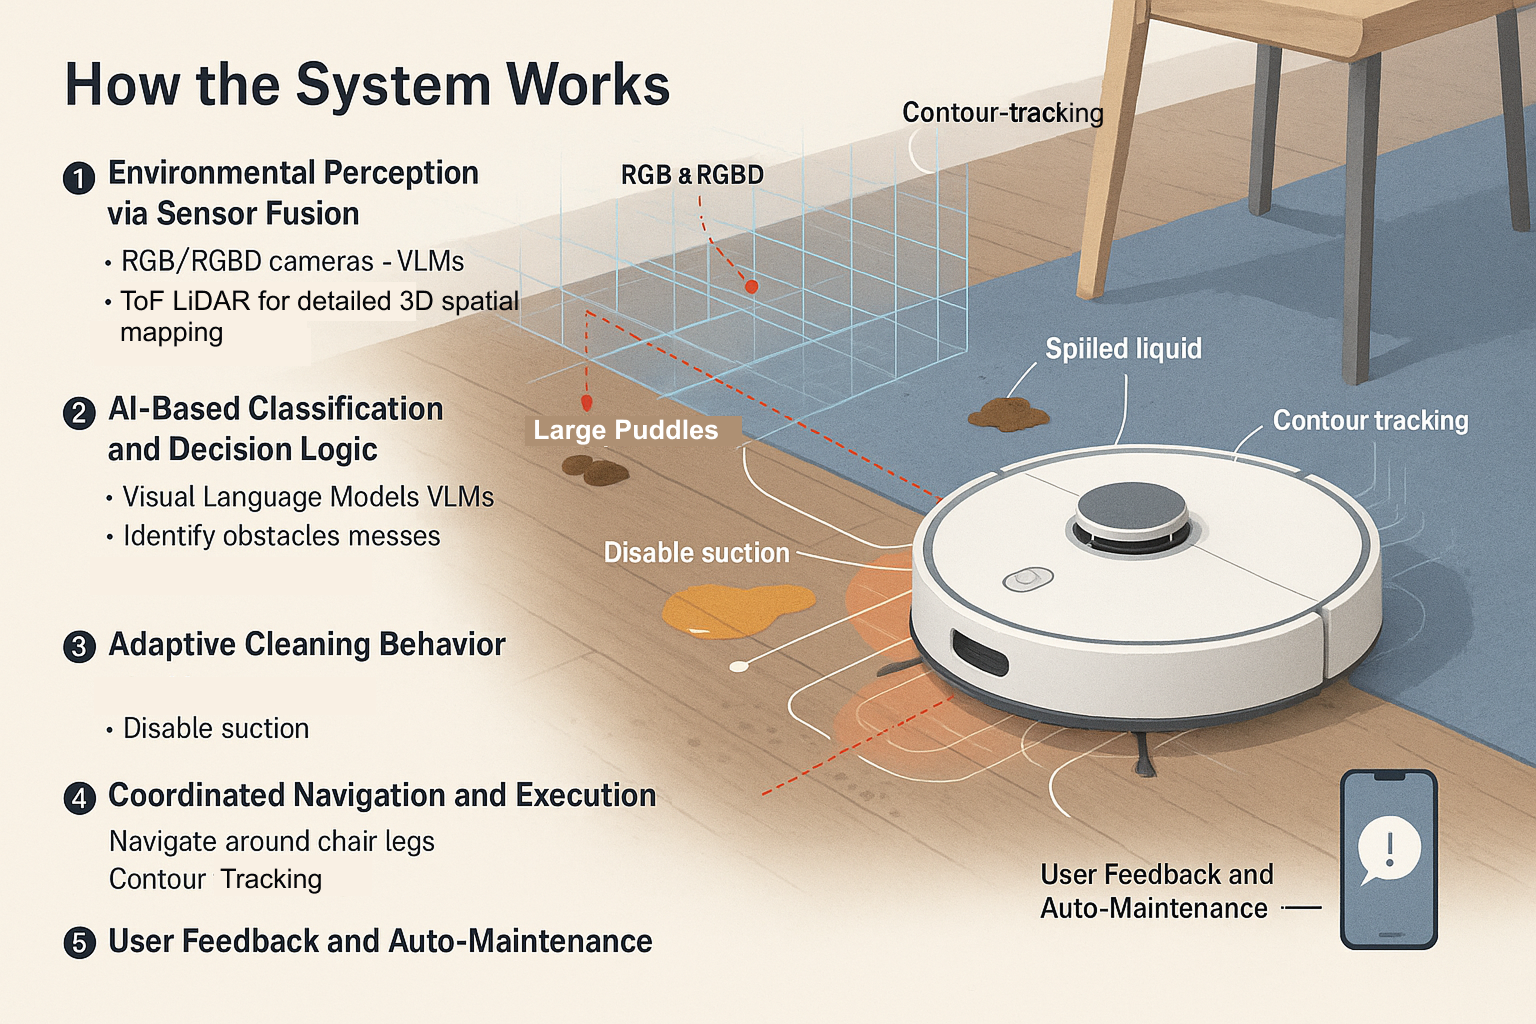 How the System Works
1 Environmental Perception
via Sensor Fusion
• RGB/RGBD cameras - VLMs
• ToF LiDAR for detailed 3D spatial
mapping
2 AI-Based Classification
and Decision Logic
• Visual Language Models VLMs
• Identify obstacles messes
3 Adaptive Cleaning Behavior
• Disable suction
4 Coordinated Navigation and Execution
Navigate around chair legs
Contour Tracking
5 User Feedback and Auto-Maintenance
Contour-tracking
RGB & RGBD
Spiiled liquid
Contour tracking
Large Puddles
Disable suction
User Feedback and
Auto-Maintenance
!